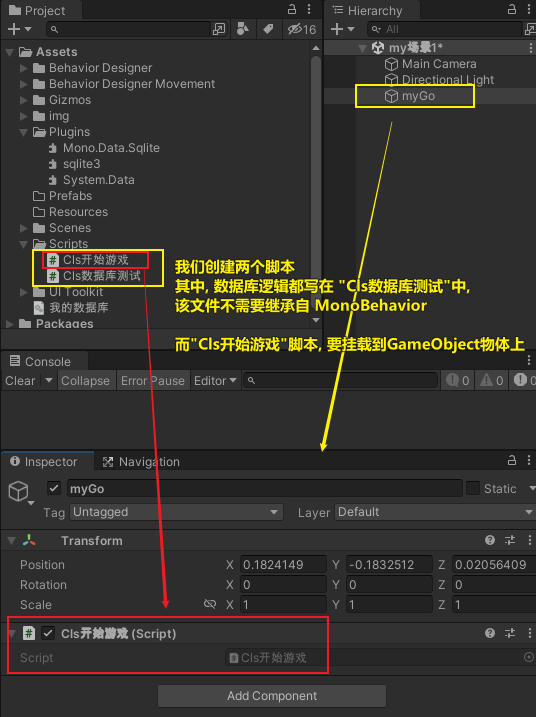 Project
Hierarchy
16
All
Assets
Behavior Designer
Behavior Designer Movement
Gizmos
img
Plugins
Mono.Data.Sqlite
sqlite3
System.Data
Prefabs
Resources
Scenes
Scripts
Cls开始游戏
Cls数据库测试
UI Toolkit
我的数据库
Packages
my场景1*
Main Camera
Directional Light
myGo
我们创建两个脚本
其中, 数据库逻辑都写在 "Cls数据库测试"中,
该文件不需要继承自 MonoBehavior
而"Cls开始游戏"脚本, 要挂载到GameObject物体上
Console
Clear Collapse Error Pause Editor 0 0 0
Inspector Navigation
myGo Static
Tag Untagged Layer Default
Transform
Position X 0.1824149 Y -0.1832512 Z 0.02056409
Rotation X 0 Y 0 Z 0
Scale X 1 Y 1 Z 1
# Cls开始游戏 (Script)
Script Cls开始游戏
Add Component